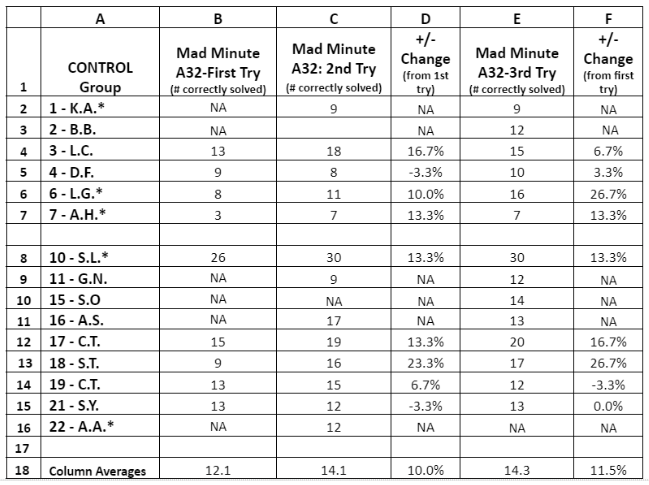 A B C D E F
1 CONTROL Group Mad Minute A32-First Try (# correctly solved) Mad Minute A32: 2nd Try (# correctly solved) +/- Change (from 1st try) Mad Minute A32-3rd Try (# correctly solved) +/- Change (from first try)
2 1 - K.A.* NA 9 NA 9 NA
3 2 - B.B. NA NA 12 NA
4 3 - L.C. 13 18 16.7% 15 6.7%
5 4 - D.F. 9 8 -3.3% 10 3.3%
6 6 - L.G.* 8 11 10.0% 16 26.7%
7 7 - A.H.* 3 7 13.3% 7 13.3%
8 10 - S.L.* 26 30 13.3% 30 13.3%
9 11 - G.N. NA 9 NA 12 NA
10 15 - S.O NA NA NA 14 NA
11 16 - A.S. NA 17 NA 13 NA
12 17 - C.T. 15 19 13.3% 20 16.7%
13 18 - S.T. 9 16 23.3% 17 26.7%
14 19 - C.T. 13 15 6.7% 12 -3.3%
15 21 - S.Y. 13 12 -3.3% 13 0.0%
16 22 - A.A.* NA 12 NA NA NA
17
18 Column Averages 12.1 14.1 10.0% 14.3 11.5%